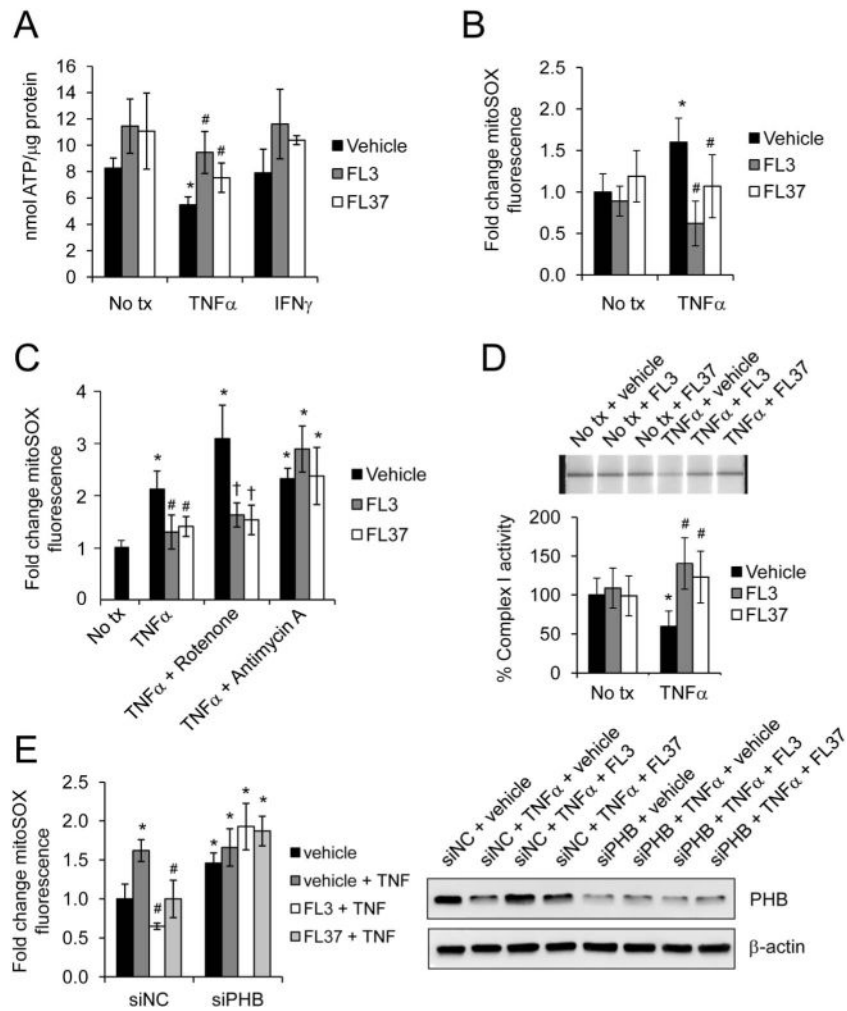 A
nmol ATP/µg protein
16
14
12
10
8
6
4
2
0
*
#
#
No tx
TNFα
IFNγ
Vehicle
FL3
FL37
B
Fold change mitoSOX
fluorescence
2.5
2.0
1.5
1.0
0.5
0.0
*
#
#
No tx
TNFα
Vehicle
FL3
FL37
C
Fold change mitoSOX
fluorescence
4
3
2
1
0
*
#
#
*
†
†
*
*
*
No tx
TNFα
TNFα + Rotenone
TNFα + Antimycin A
Vehicle
FL3
FL37
D
No tx + vehicle
No tx + FL3
No tx + FL37
TNFα + vehicle
TNFα + FL3
TNFα + FL37
% Complex I activity
200
150
100
50
0
*
#
#
No tx
TNFα
Vehicle
FL3
FL37
E
Fold change mitoSOX
fluorescence
2.5
2.0
1.5
1.0
0.5
0.0
*
#
#
*
*
*
*
siNC
siPHB
vehicle
vehicle + TNF
FL3 + TNF
FL37 + TNF
siNC + vehicle
siNC + TNFα + vehicle
siNC + TNFα + FL3
siNC + TNFα + FL37
siPHB + vehicle
siPHB + TNFα + vehicle
siPHB + TNFα + FL3
siPHB + TNFα + FL37
PHB
β-actin